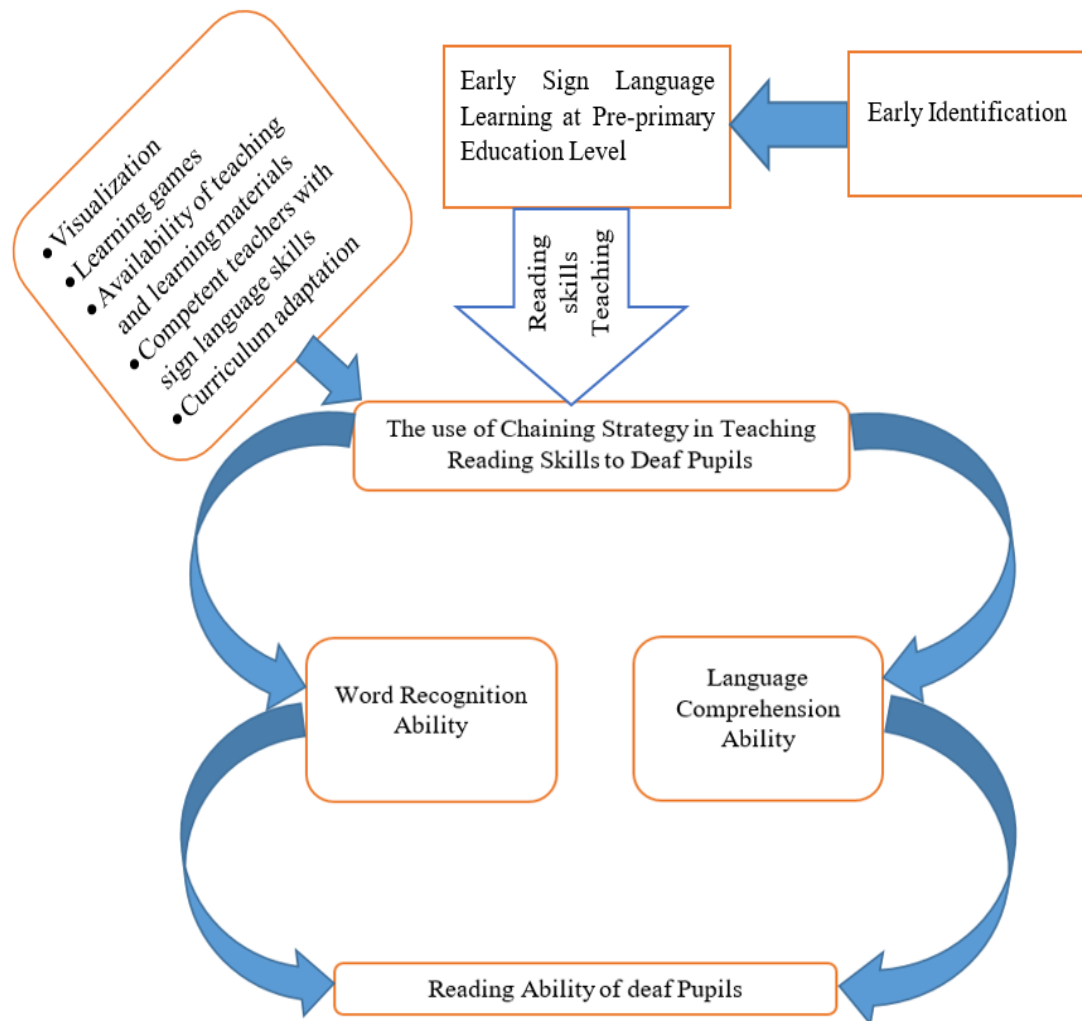 • Visualization
• Learning games
• Availability of teaching
and learning materials
• Competent teachers with
sign language skills
• Curriculum adaptation
Early Sign Language
Learning at Pre-primary
Education Level
Early Identification
Reading
skills
Teaching
The use of Chaining Strategy in Teaching
Reading Skills to Deaf Pupils
Word Recognition
Ability
Language
Comprehension
Ability
Reading Ability of deaf Pupils